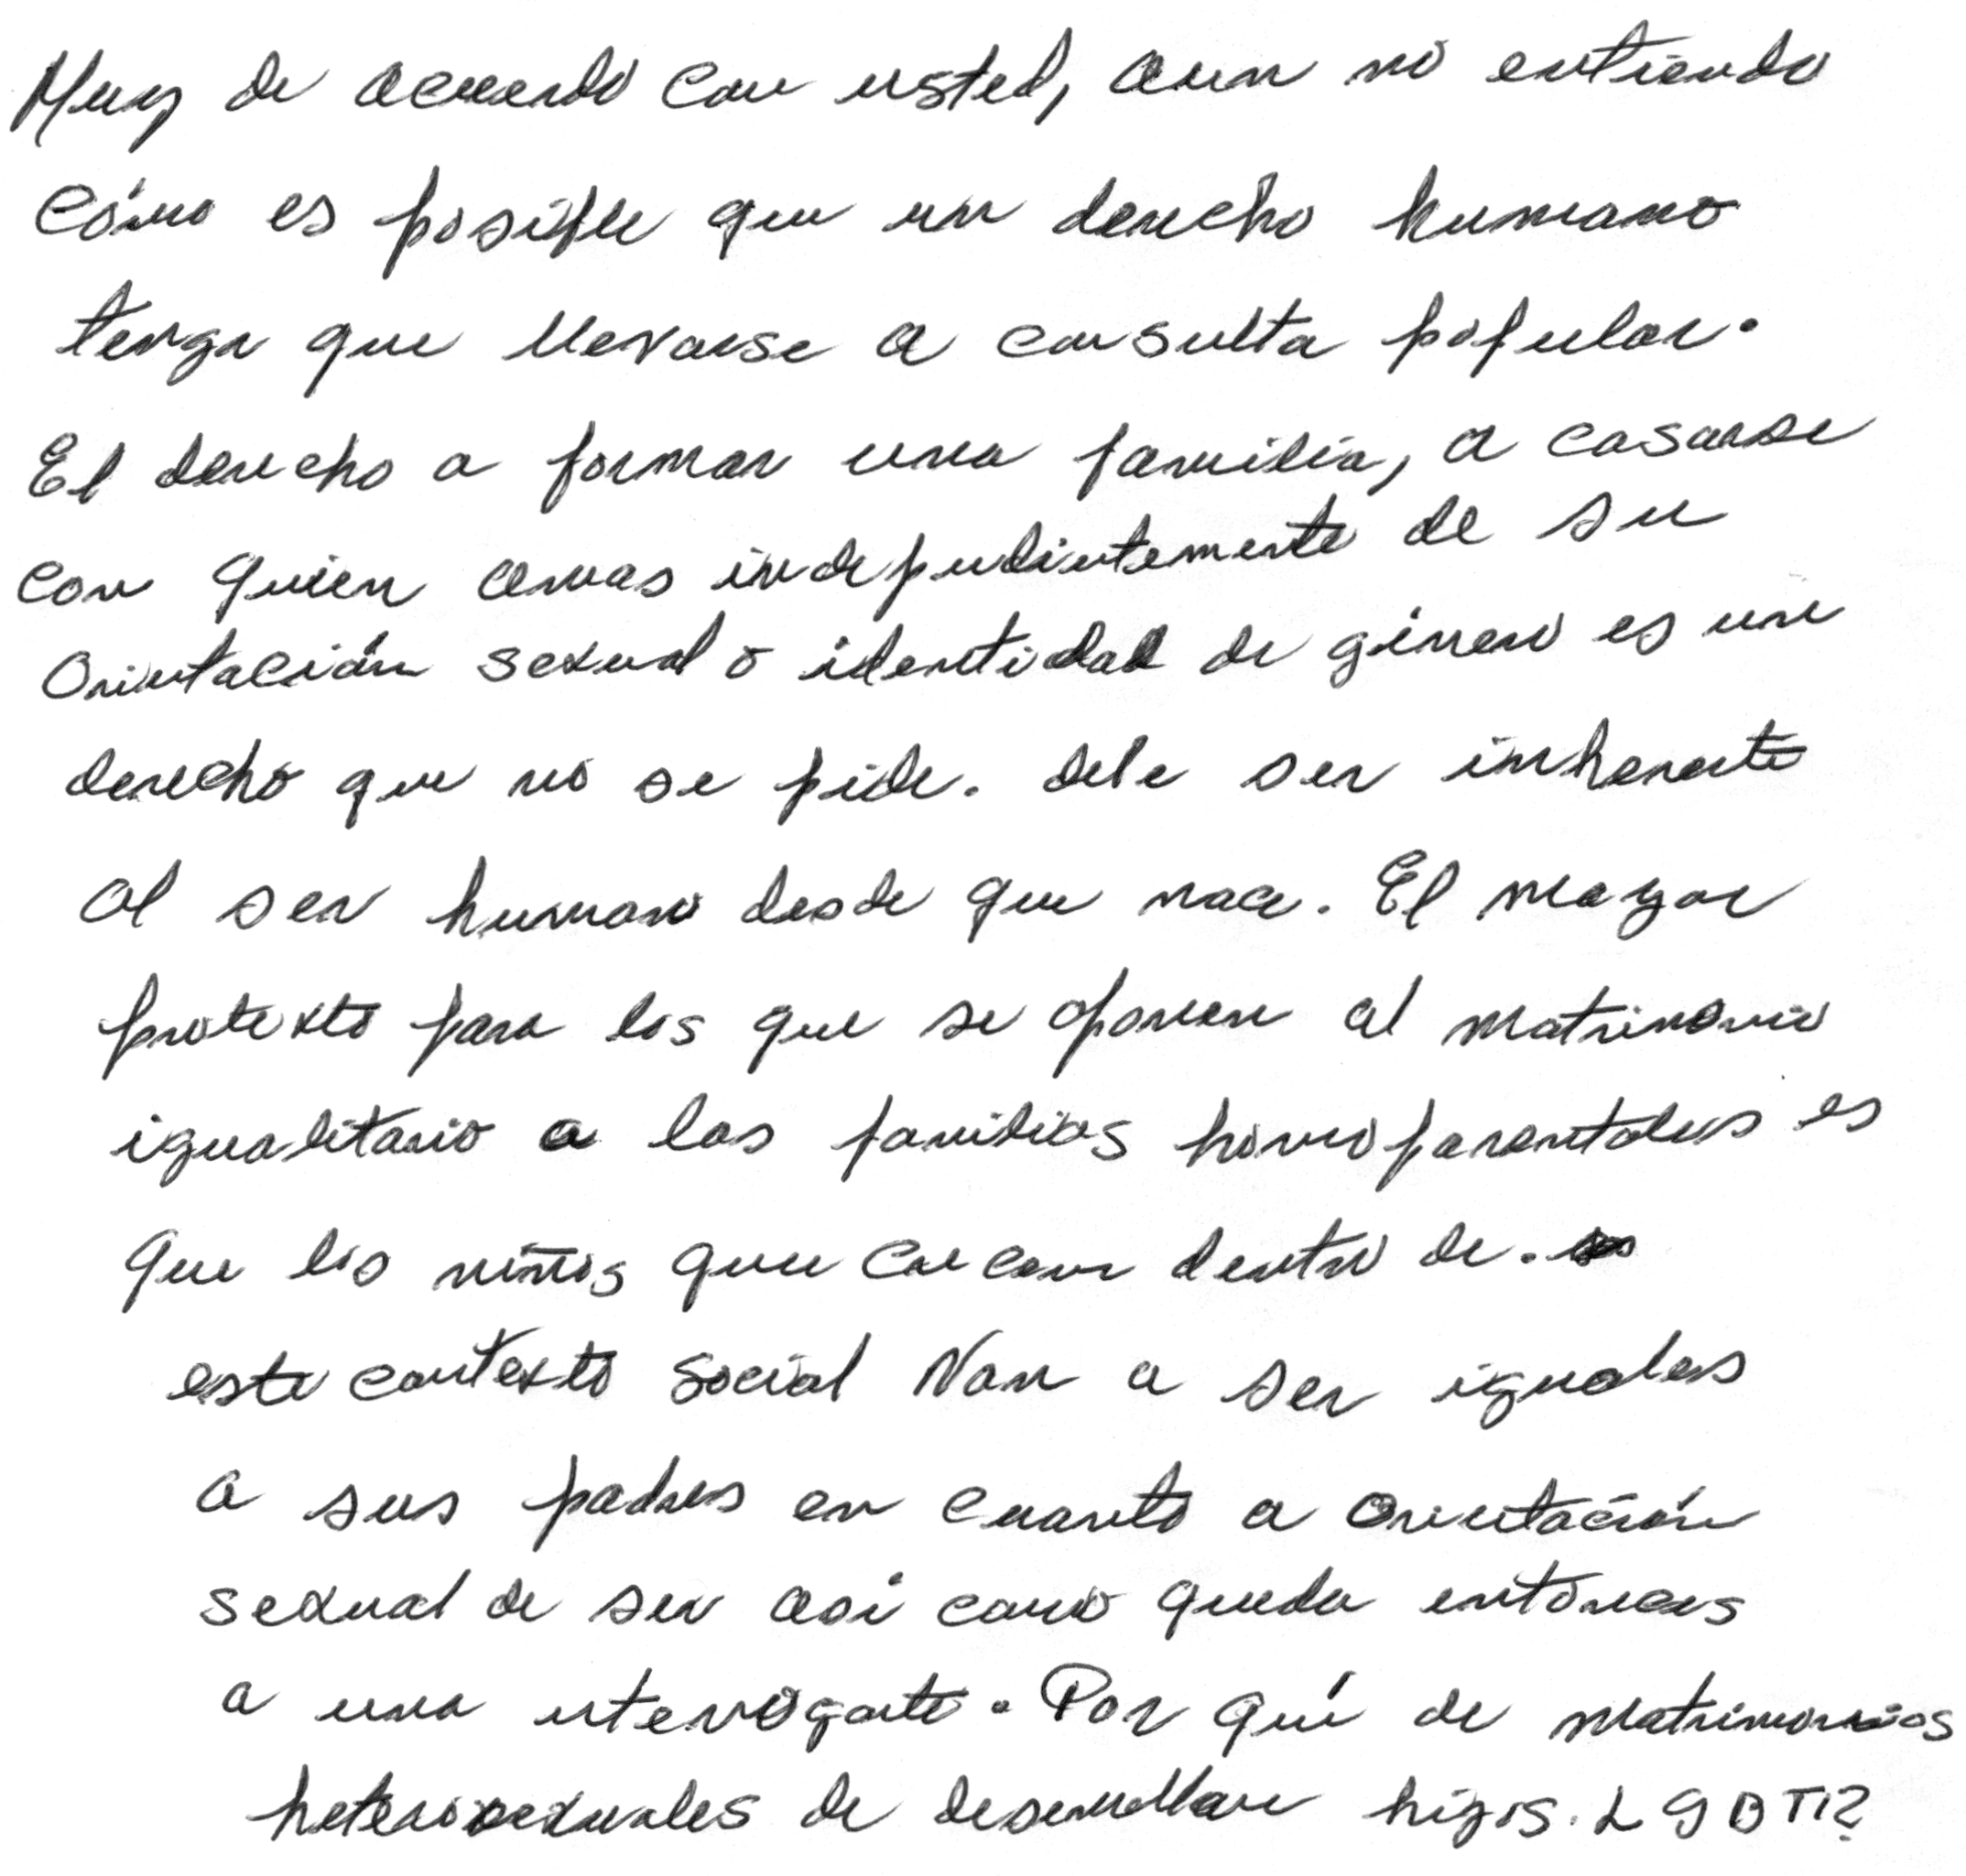 Muy de acuerdo con usted, aun no entiendo
cómo es posible que un derecho humano
tenga que llevarse a consulta popular.
El derecho a formar una familia, a casarse
con quien amas independientemente de su
Orientación sexual o identidad de género es un
derecho que no se pide. debe ser inherente
al ser humano desde que nace. El mayor
protexto para los que se oponen al matrimonio
igualitario a las familias homoparentales es
que los niños que crecen dentro de.
este contexto social Van a ser iguales
a sus padres en cuanto a orientación
sexual de ser asi como queda entonces
a una iterrogante. Por qué de matrimonios
heterosexuales de desarrollan hijos. LGBTI?